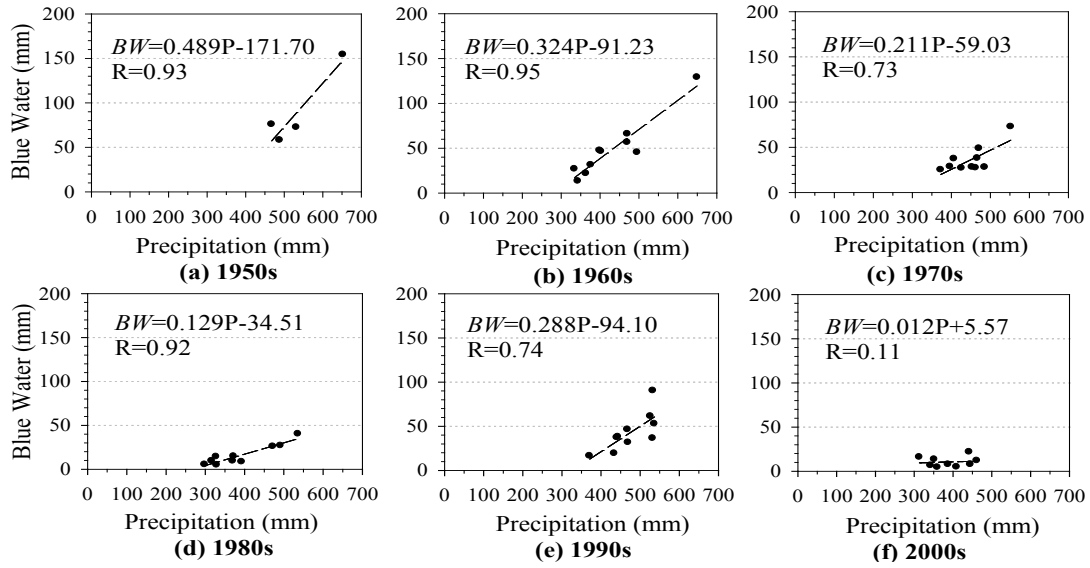 200
150
100
50
0
Blue Water (mm)
BW=0.489P-171.70
R=0.93
0 100 200 300 400 500 600 700
Precipitation (mm)
(a) 1950s
200
150
100
50
0
BW=0.324P-91.23
R=0.95
0 100 200 300 400 500 600 700
Precipitation (mm)
(b) 1960s
200
150
100
50
0
BW=0.211P-59.03
R=0.73
0 100 200 300 400 500 600 700
Precipitation (mm)
(c) 1970s
200
150
100
50
0
Blue Water (mm)
BW=0.129P-34.51
R=0.92
0 100 200 300 400 500 600 700
Precipitation (mm)
(d) 1980s
200
150
100
50
0
BW=0.288P-94.10
R=0.74
0 100 200 300 400 500 600 700
Precipitation (mm)
(e) 1990s
200
150
100
50
0
BW=0.012P+5.57
R=0.11
0 100 200 300 400 500 600 700
Precipitation (mm)
(f) 2000s